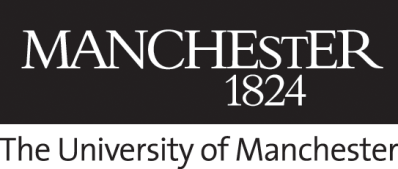 MANCHESTER
1824
The University of Manchester